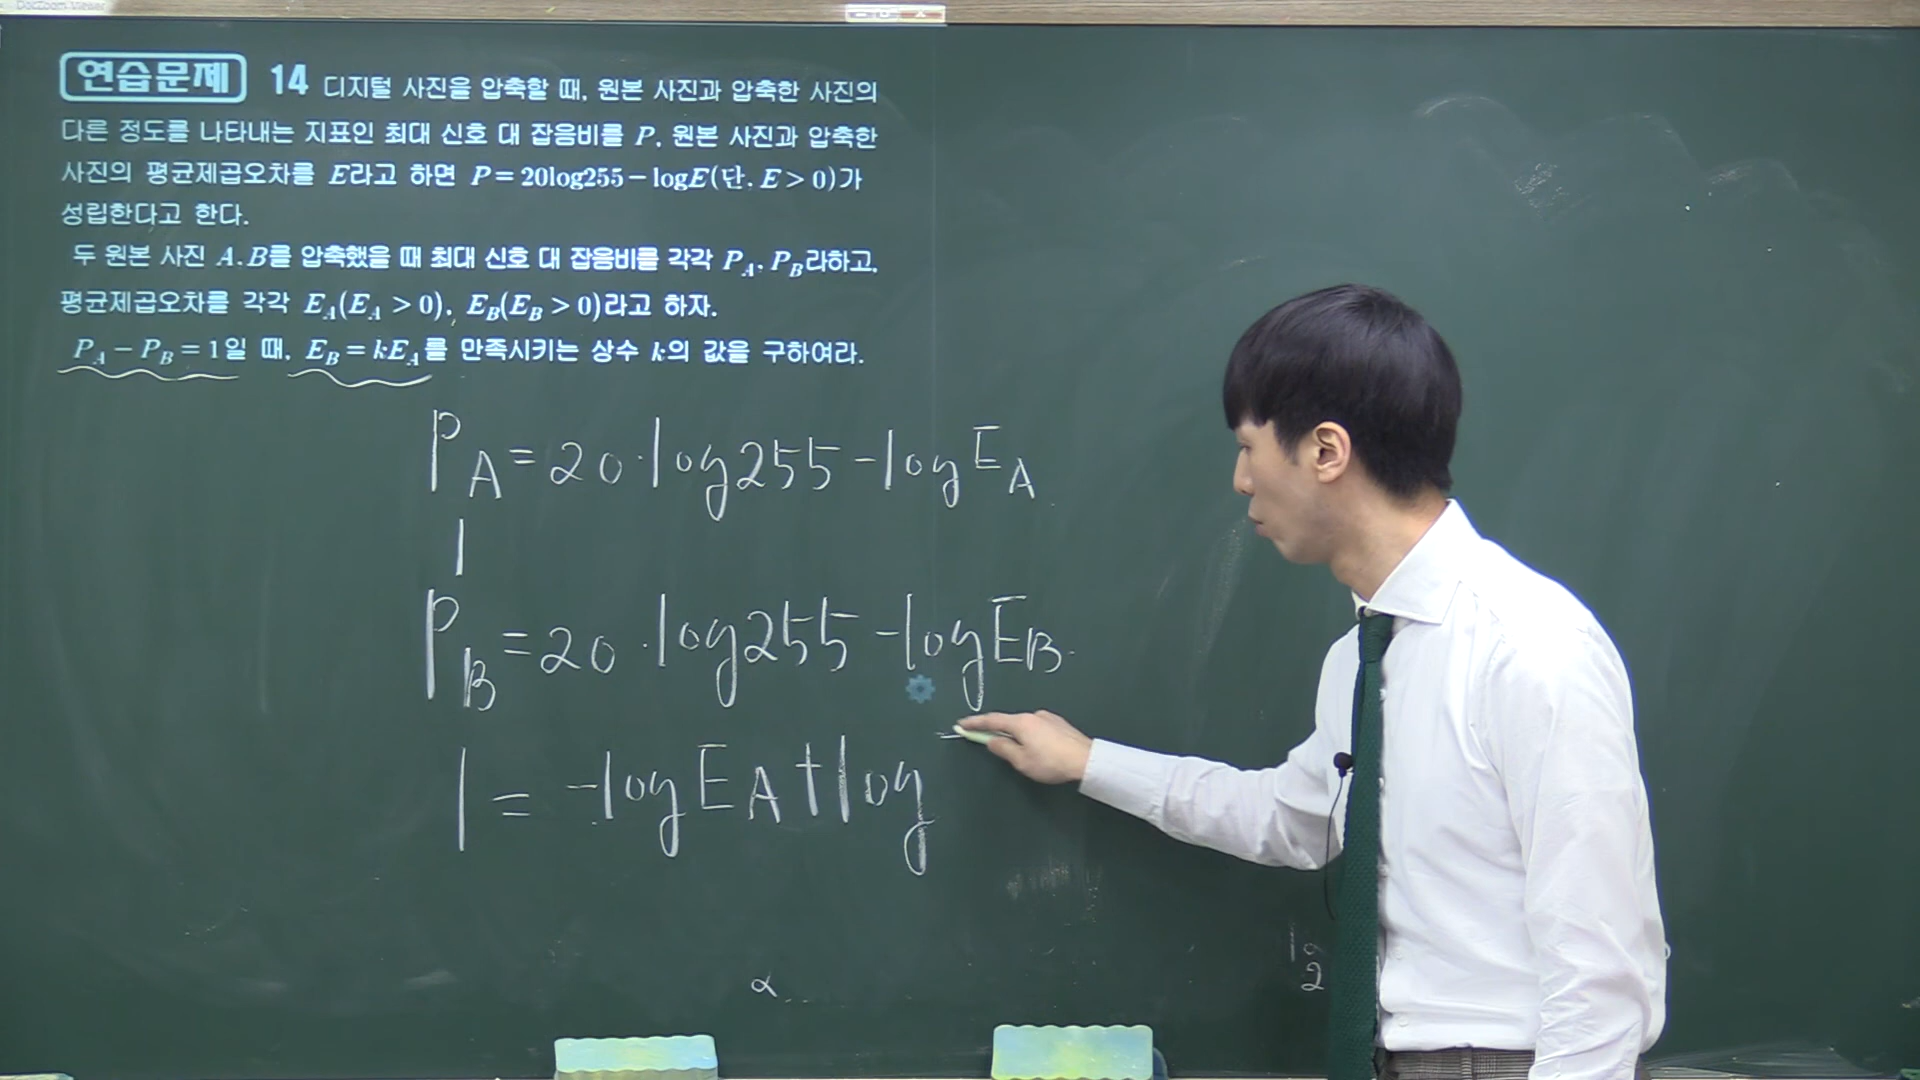 DocZoom Viewer
연습문제 14 디지털 사진을 압축할 때, 원본 사진과 압축한 사진의
다른 정도를 나타내는 지표인 최대 신호 대 잡음비를 P, 원본 사진과 압축한
사진의 평균제곱오차를 E라고 하면 P=20log255-logE(단, E>0)가
성립한다고 한다.
두 원본 사진 A, B를 압축했을 때 최대 신호 대 잡음비를 각각 P_A, P_B라하고,
평균제곱오차를 각각 E_A(E_A>0), E_B(E_B>0)라고 하자.
P_A-P_B=1일 때, E_B=kE_A를 만족시키는 상수 k의 값을 구하여라.
P_A=20·log255-logE_A
|
P_B=20·log255-logE_B
1=-logE_A+log
α
2